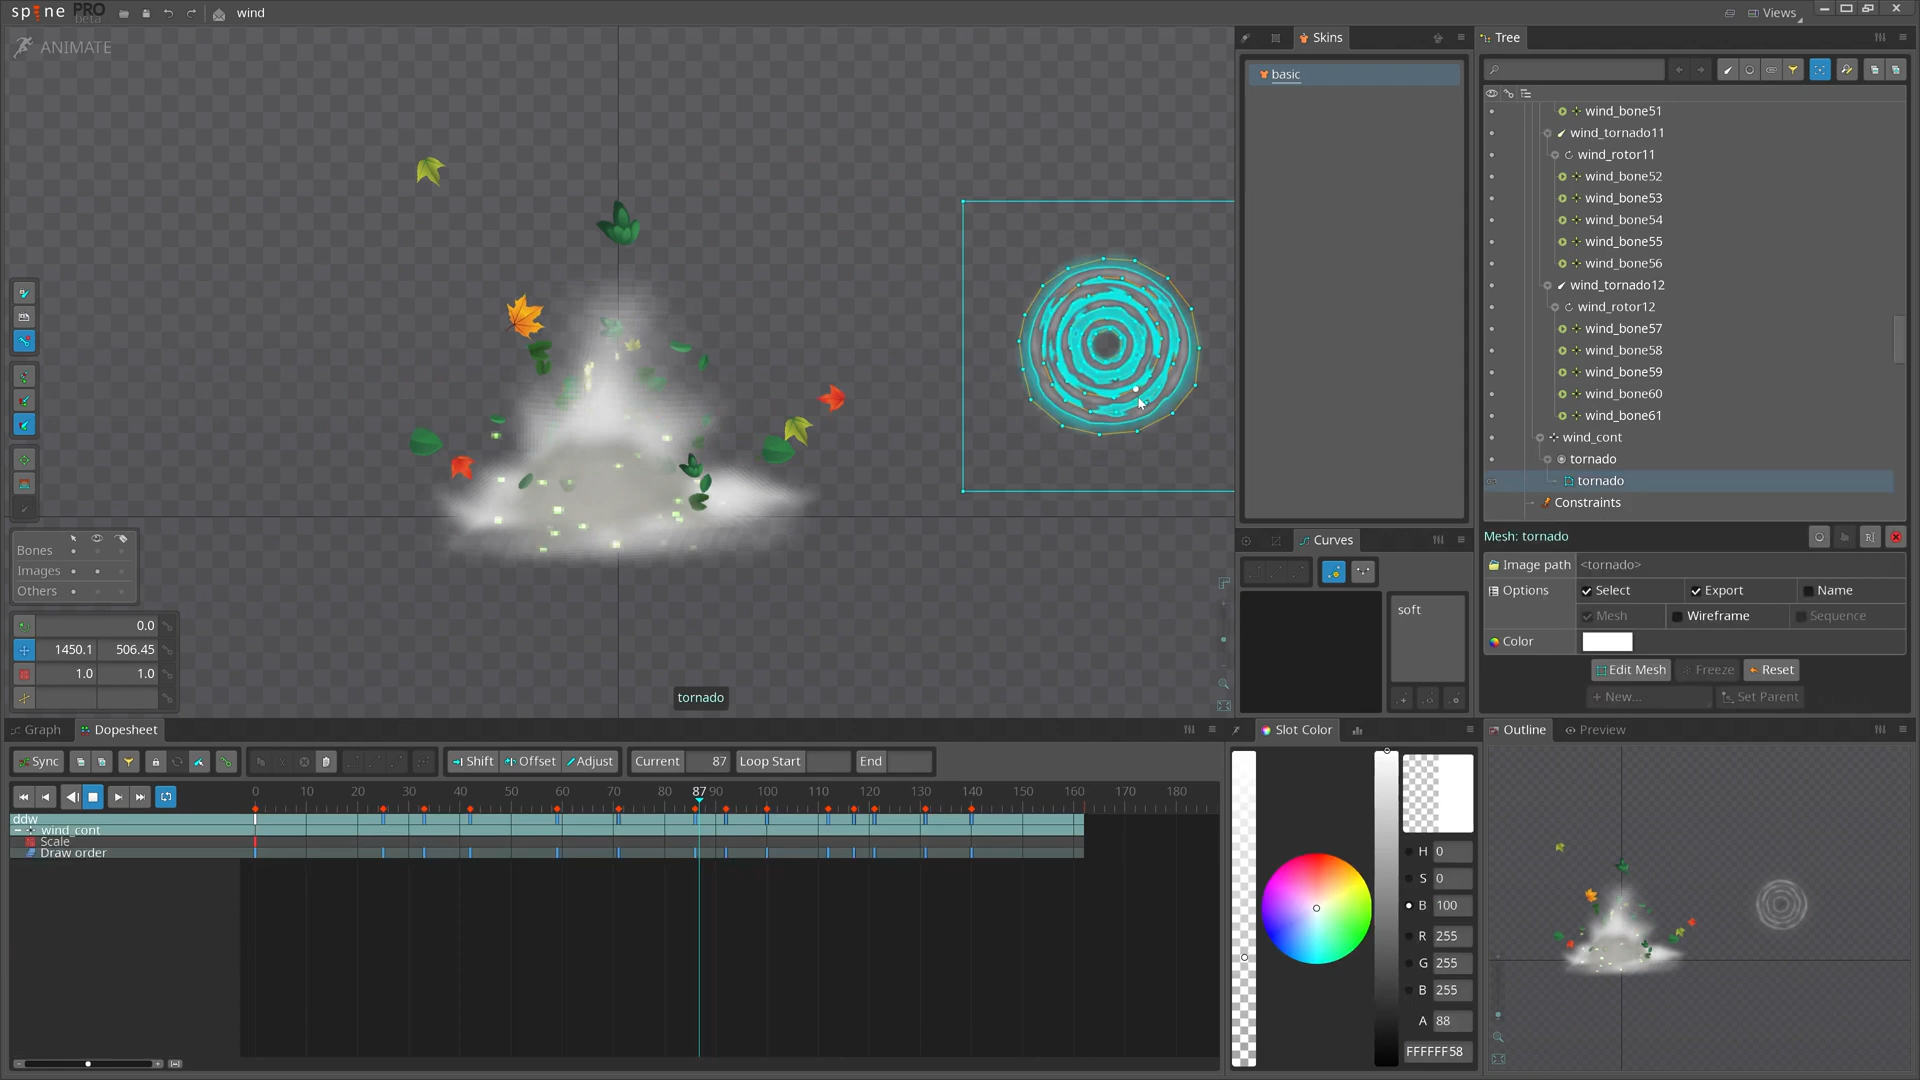 spine PRO
beta
wind
Views
ANIMATE
Skins
Tree
basic
wind_bone51
wind_tornado11
wind_rotor11
wind_bone52
wind_bone53
wind_bone54
wind_bone55
wind_bone56
wind_tornado12
wind_rotor12
wind_bone57
wind_bone58
wind_bone59
wind_bone60
wind_bone61
wind_cont
tornado
tornado
Constraints
Mesh: tornado
Image path <tornado>
Options Select Export Name
Mesh Wireframe Sequence
Color
Edit Mesh Freeze Reset
+ New... Set Parent
Curves
soft
Bones
Images
Others
0.0
1450.1 506.45
1.0 1.0
tornado
Graph Dopesheet
Sync Shift Offset Adjust Current 87 Loop Start End
0 10 20 30 40 50 60 70 80 87 100 110 120 130 140 150 160 170 180
ddw
wind_cont
Scale
Draw order
Slot Color
H 0
S 0
B 100
R 255
G 255
B 255
A 88
FFFFFF58
Outline Preview